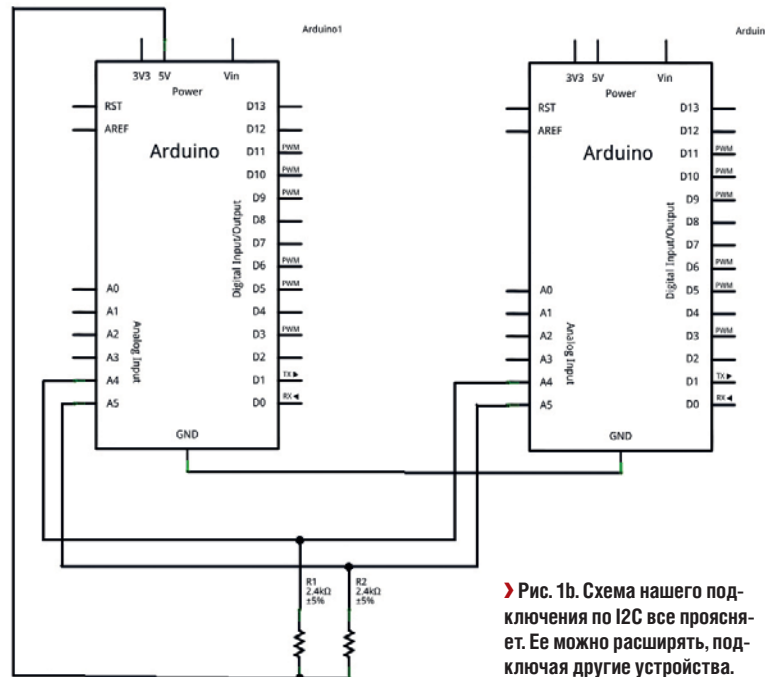 Arduino1
3V3 5V Vin
Power
RST
AREF
Arduino
D13
D12
D11 PWM
D10 PWM
D9 PWM
D8
D7
D6 PWM
D5 PWM
D4
D3 PWM
D2
D1 TX
D0 RX
Digital Input/Output
A0
A1
A2
A3
A4
A5
Analog Input
GND
Arduin
3V3 5V Vin
Power
RST
AREF
Arduino
D13
D12
D11 PWM
D10 PWM
D9 PWM
D8
D7
D6 PWM
D5 PWM
D4
D3 PWM
D2
D1 TX
D0 RX
Digital Input/Output
A0
A1
A2
A3
A4
A5
Analog Input
GND
R1
2.4kΩ
±5%
R2
2.4kΩ
±5%
Рис. 1b. Схема нашего под-
ключения по I2C все проясня-
ет. Ее можно расширять, под-
ключая другие устройства.